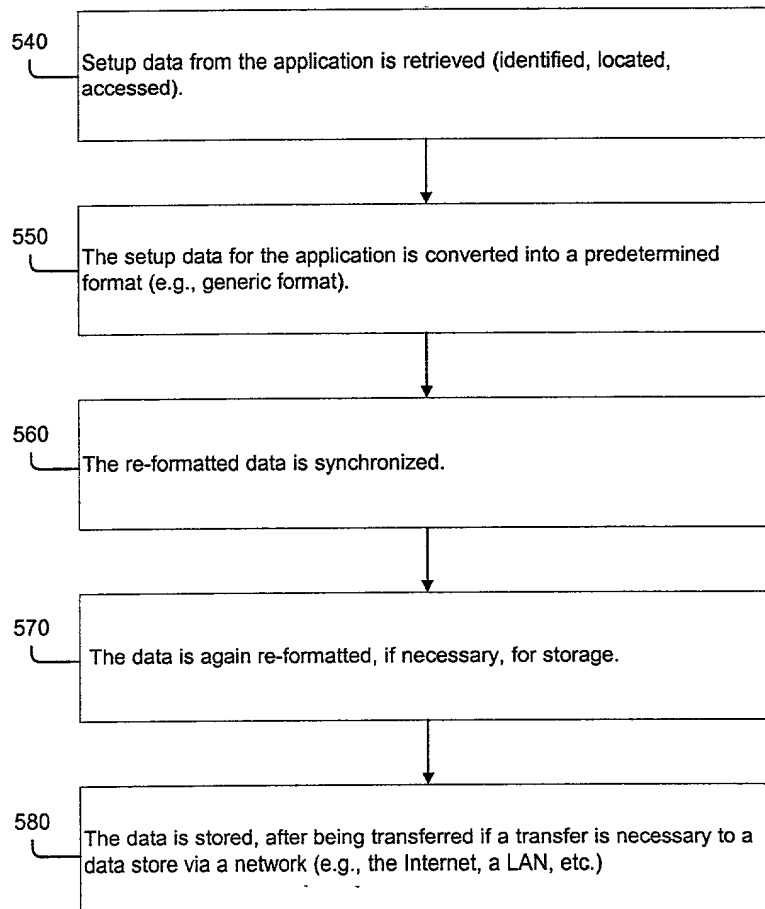 540
Setup data from the application is retrieved (identified, located,
accessed).
550
The setup data for the application is converted into a predetermined
format (e.g., generic format).
560
The re-formatted data is synchronized.
570
The data is again re-formatted, if necessary, for storage.
580
The data is stored, after being transferred if a transfer is necessary to a
data store via a network (e.g., the Internet, a LAN, etc.)